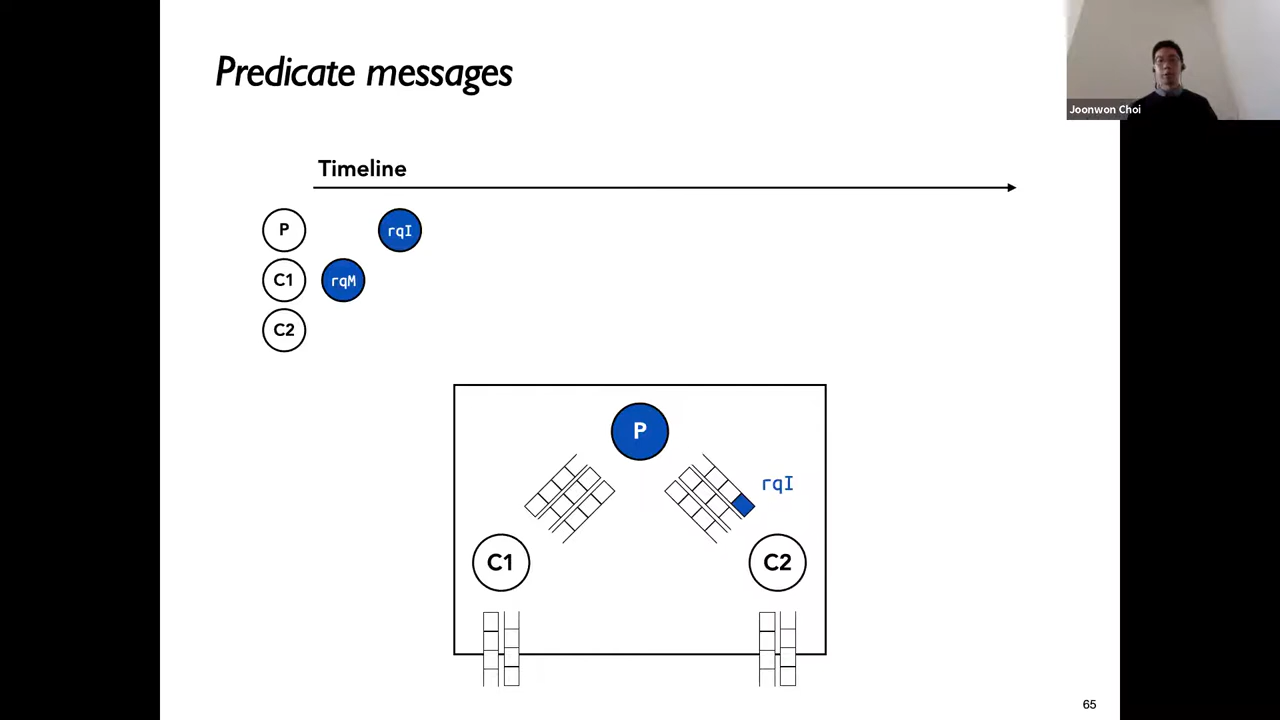 Predicate messages
Joonwon Choi
Timeline
P
rqI
C1
rqM
C2
P
rqI
C1
C2
65